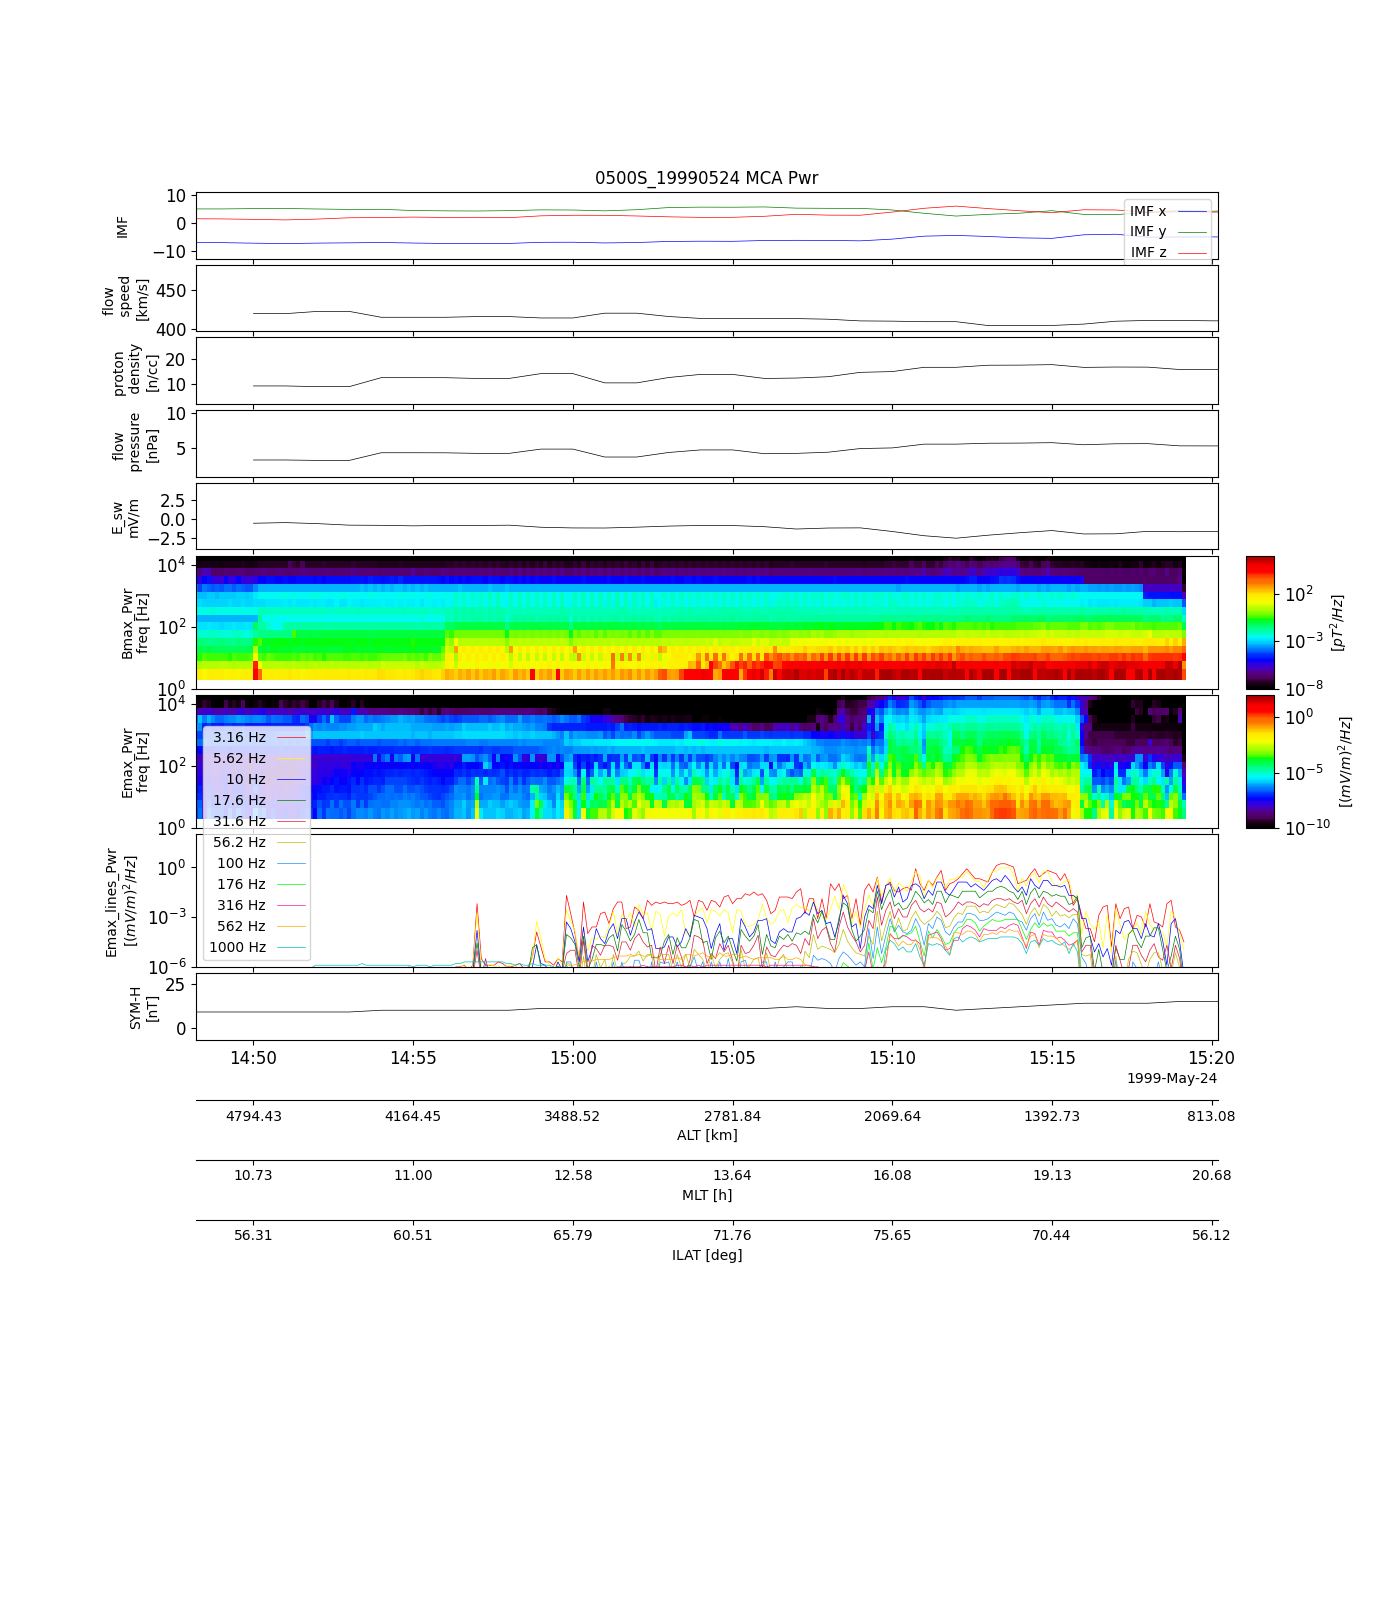 0500S_19990524 MCA Pwr
10
0
−10
IMF
IMF x
IMF y
IMF z
450
400
flow
speed
[km/s]
20
10
proton
density
[n/cc]
10
5
flow
pressure
[nPa]
2.5
0.0
−2.5
E_sw
mV/m
10^4
10^2
10^0
Bmax_Pwr
freq [Hz]
10^2
10^−3
10^−8
[pT^2/Hz]
10^4
10^2
10^0
Emax_Pwr
freq [Hz]
10^0
10^−5
10^−10
[(mV/m)^2/Hz]
3.16 Hz
5.62 Hz
10 Hz
17.6 Hz
31.6 Hz
56.2 Hz
100 Hz
176 Hz
316 Hz
562 Hz
1000 Hz
10^0
10^−3
10^−6
Emax_lines_Pwr
[(mV/m)^2/Hz]
25
0
SYM-H
[nT]
14:50 14:55 15:00 15:05 15:10 15:15 15:20
1999-May-24
4794.43 4164.45 3488.52 2781.84 2069.64 1392.73 813.08
ALT [km]
10.73 11.00 12.58 13.64 16.08 19.13 20.68
MLT [h]
56.31 60.51 65.79 71.76 75.65 70.44 56.12
ILAT [deg]